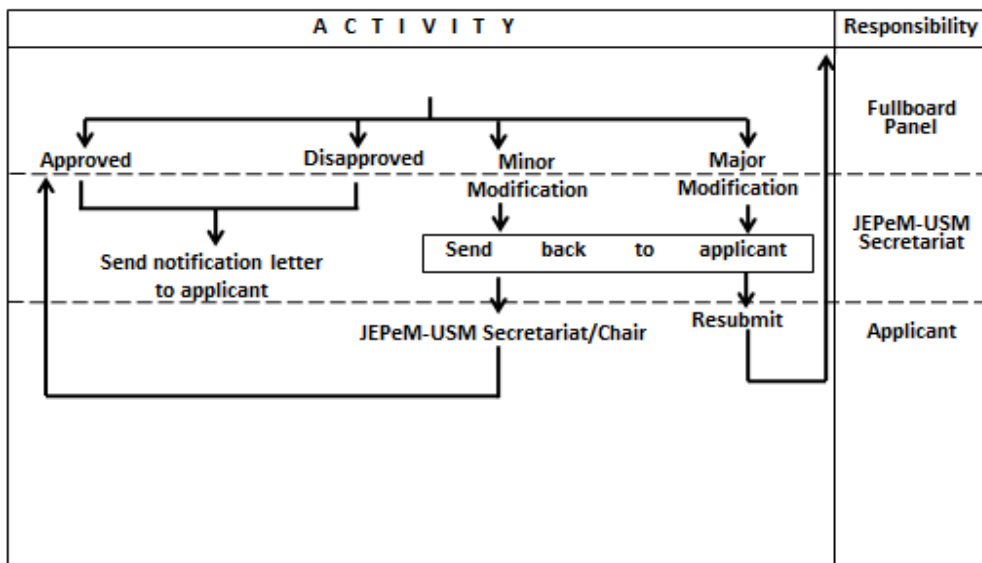 A C T I V I T Y
Responsibility
Fullboard
Panel
Approved
Disapproved
Minor
Modification
Major
Modification
JEPeM-USM
Secretariat
Send back to applicant
Send notification letter
to applicant
JEPeM-USM Secretariat/Chair
Resubmit
Applicant